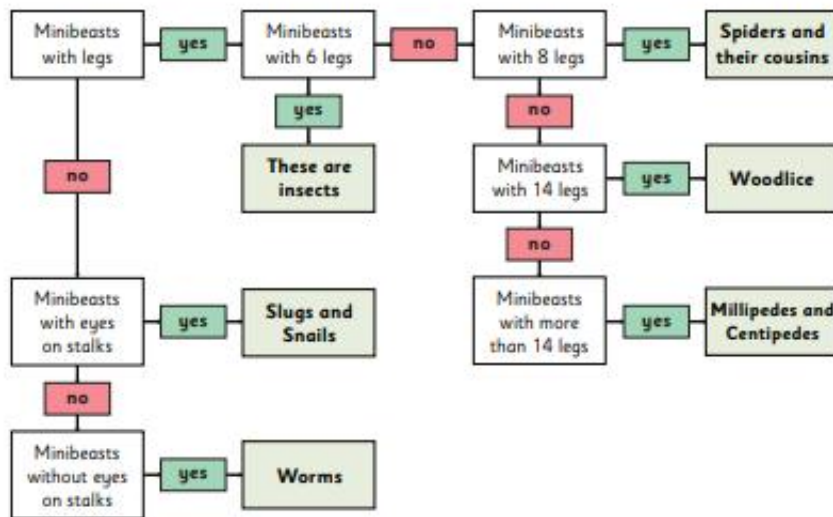 Minibeasts
with legs
yes
Minibeasts
with 6 legs
no
Minibeasts
with 8 legs
yes
Spiders and
their cousins
yes
no
These are
insects
no
Minibeasts
with 14 legs
yes
Woodlice
no
Minibeasts
with eyes
on stalks
yes
Slugs and
Snails
Minibeasts
with more
than 14 legs
yes
Millipedes and
Centipedes
no
Minibeasts
without eyes
on stalks
yes
Worms